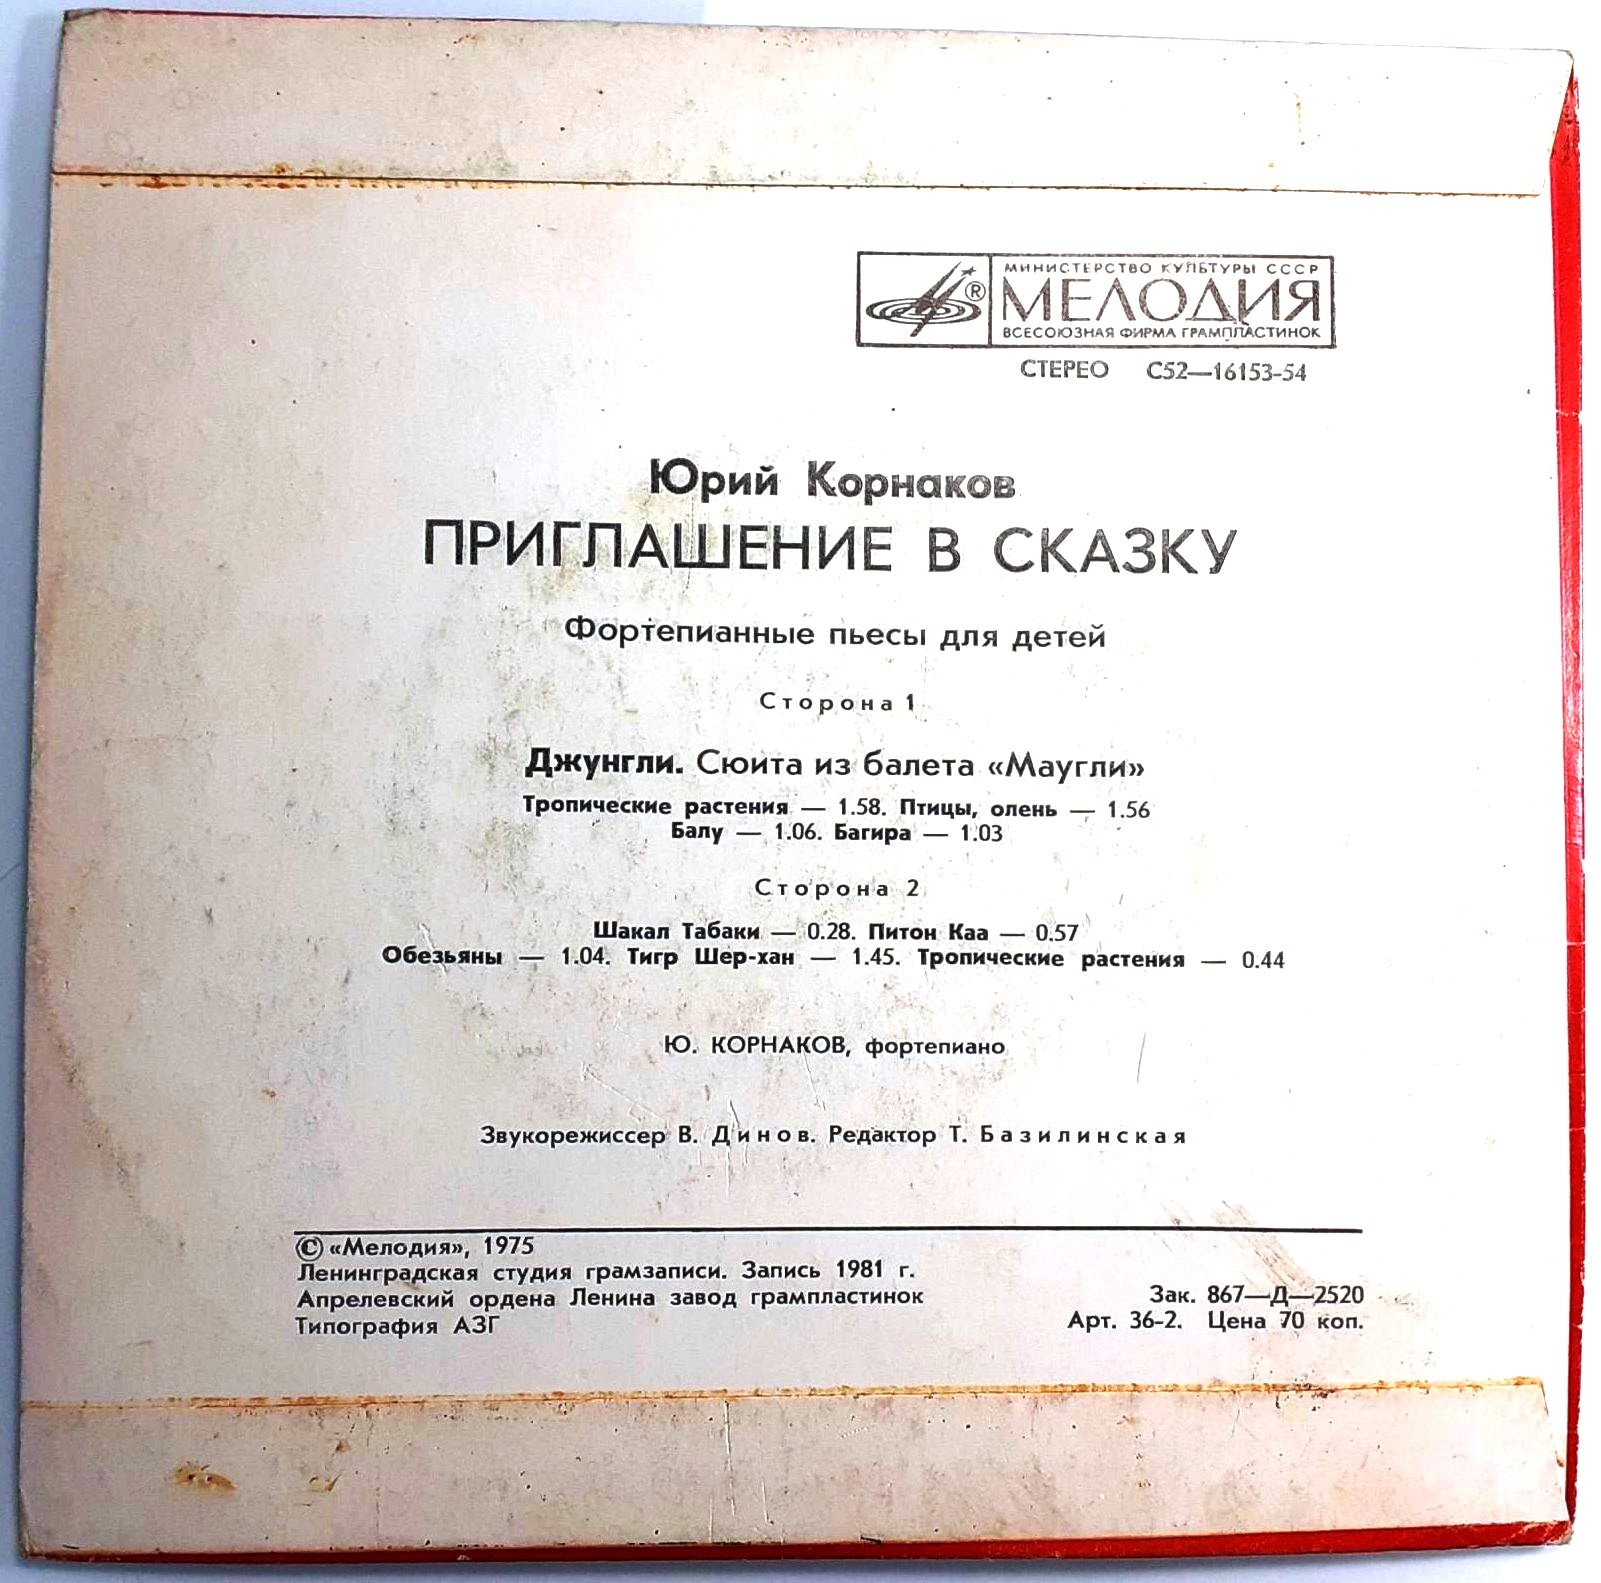 МИНИСТЕРСТВО КУЛЬТУРЫ СССР
® МЕЛОДИЯ
ВСЕСОЮЗНАЯ ФИРМА ГРАМПЛАСТИНОК
СТЕРЕО С52—16153-54
Юрий Корнаков
ПРИГЛАШЕНИЕ В СКАЗКУ
Фортепианные пьесы для детей
Сторона 1
Джунгли. Сюита из балета «Маугли»
Тропические растения — 1.58. Птицы, олень — 1.56
Балу — 1.06. Багира — 1.03
Сторона 2
Шакал Табаки — 0.28. Питон Каа — 0.57
Обезьяны — 1.04. Тигр Шер-хан — 1.45. Тропические растения — 0.44
Ю. КОРНАКОВ, фортепиано
Звукорежиссер В. Динов. Редактор Т. Базилинская
© «Мелодия», 1975
Ленинградская студия грамзаписи. Запись 1981 г.
Апрелевский ордена Ленина завод грампластинок
Типография АЗГ
Зак. 867—Д—2520
Арт. 36-2. Цена 70 коп.